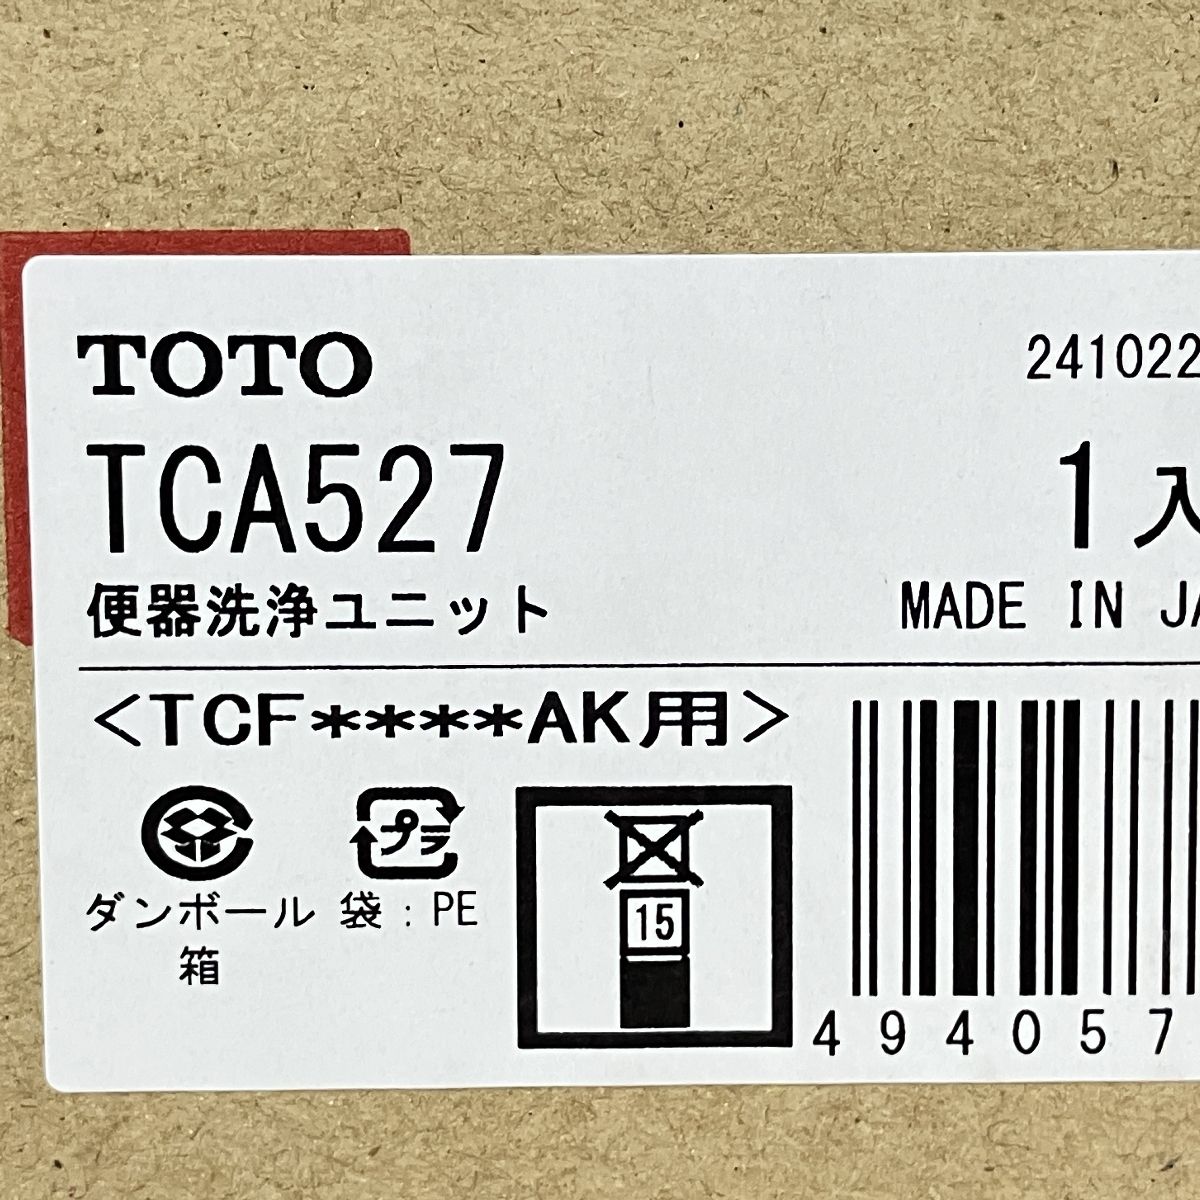 TOTO
241022
TCA527
1入
便器洗浄ユニット
MADE IN JA
<TCF****AK用>
プラ
ダンボール
箱
袋:PE
15
494057